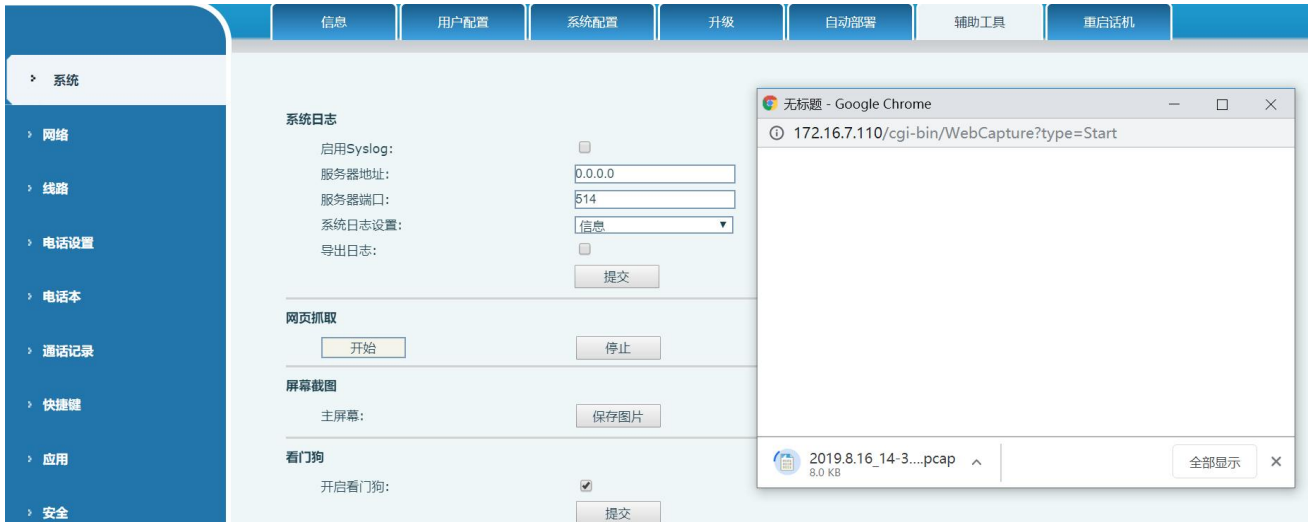 信息 用户配置 系统配置 升级 自动部署 辅助工具 重启话机
系统
网络
线路
电话设置
电话本
通话记录
快捷键
应用
安全
系统日志
启用Syslog:
服务器地址: 0.0.0.0
服务器端口: 514
系统日志设置: 信息
导出日志:
提交
网页抓取
开始 停止
屏幕截图
主屏幕: 保存图片
看门狗
开启看门狗:
提交
无标题 - Google Chrome
172.16.7.110/cgi-bin/WebCapture?type=Start
2019.8.16_14-3....pcap
8.0 KB
全部显示